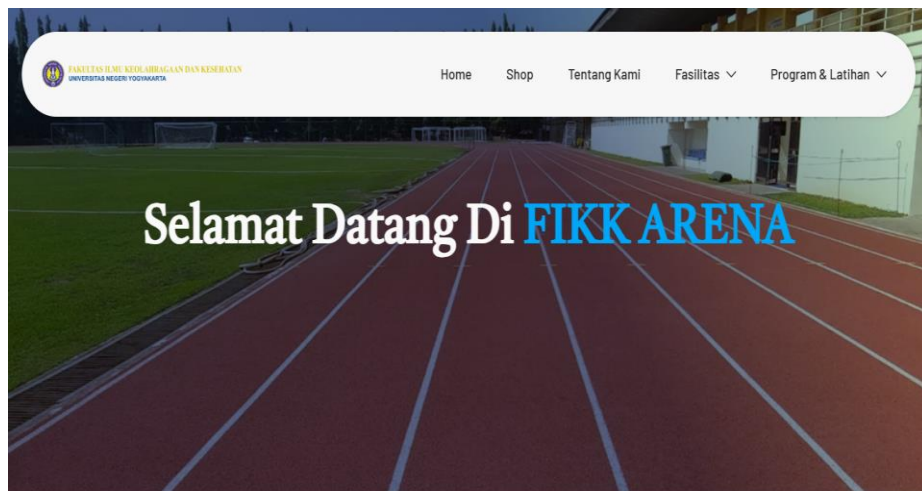 FAKULTAS ILMU KEOLAHRAGAAN DAN KESEHATAN
UNIVERSITAS NEGERI YOGYAKARTA
Home Shop Tentang Kami Fasilitas Program & Latihan
Selamat Datang Di FIKK ARENA